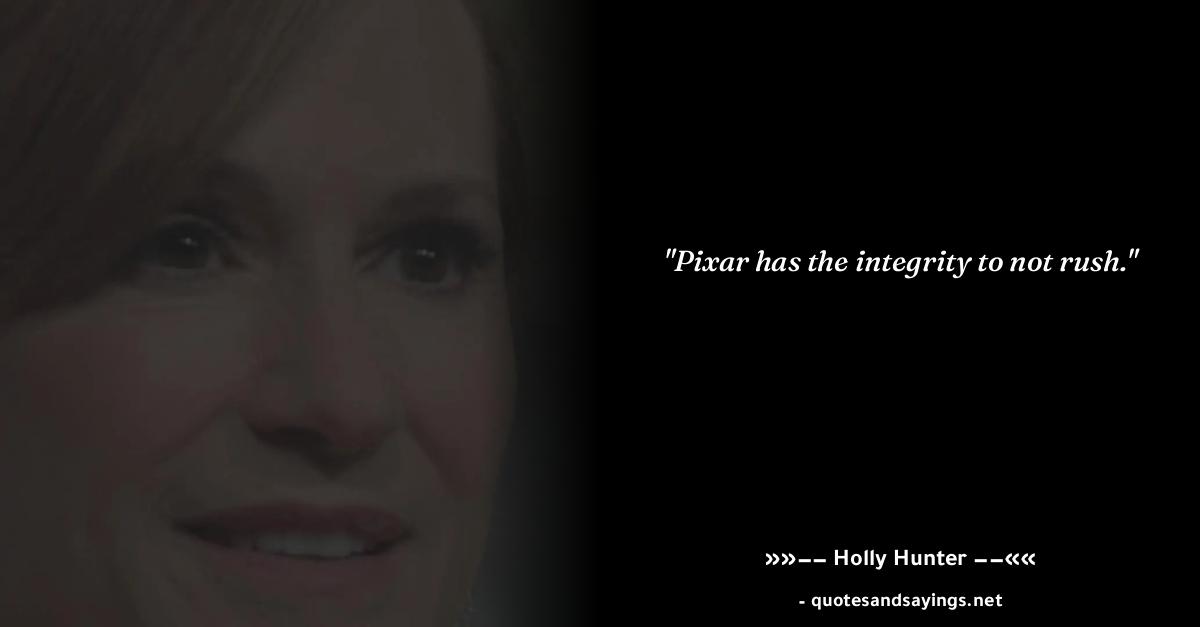 "Pixar has the integrity to not rush."
»»−− Holly Hunter −−««
- quotesandsayings.net